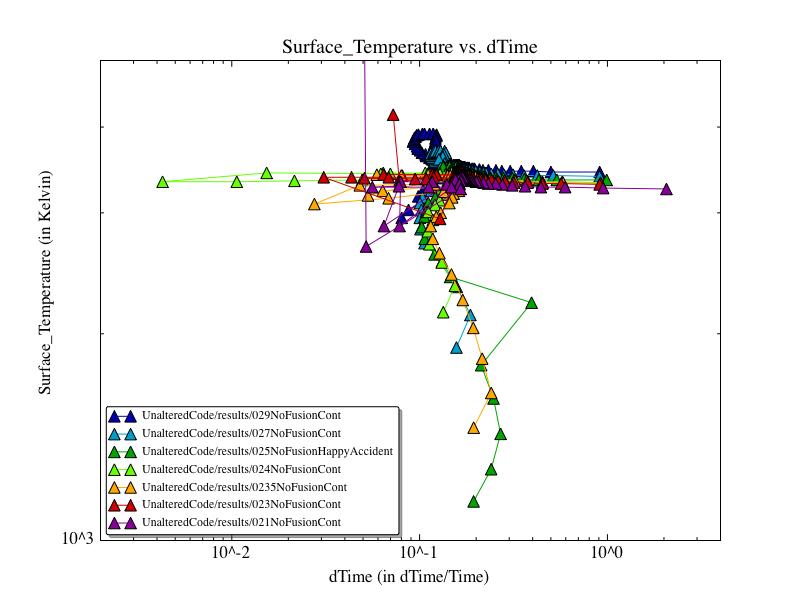 Surface_Temperature vs. dTime
Surface_Temperature (in Kelvin)
UnalteredCode/results/029NoFusionCont
UnalteredCode/results/027NoFusionCont
UnalteredCode/results/025NoFusionHappyAccident
UnalteredCode/results/024NoFusionCont
UnalteredCode/results/0235NoFusionCont
UnalteredCode/results/023NoFusionCont
UnalteredCode/results/021NoFusionCont
10^3
10^-2 10^-1 10^0
dTime (in dTime/Time)